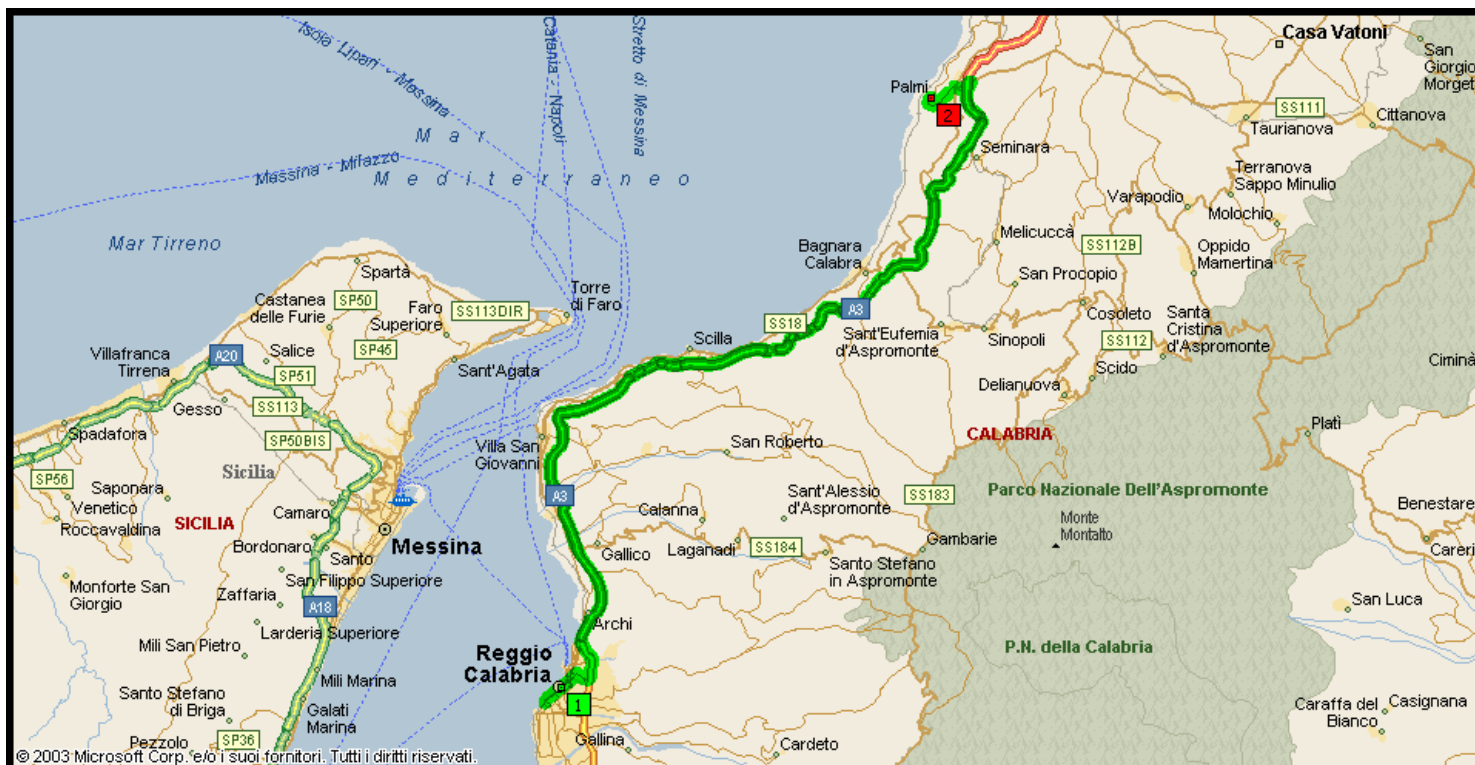 Isola Lipari - Messina
Catania - Napoli
Stretto di Messina
Casa Vatoni
San
Giorgio
Morget
Palmi
2
SS111
Cittanova
Taurianova
Mar
Mediterraneo
Messina - Milazzo
Seminara
Terranova
Sappo Minulio
Varapodio
Molochio
Mar Tirreno
Melicuccà
SS112B
Oppido
Mamertina
Bagnara
Calabra
Spartà
San Procopio
Castanea
delle Furie
SP50
Faro
Superiore
SS113DIR
Torre
di Faro
A3
SS18
Sant'Eufemia
d'Aspromonte
Sinopoli
Cosoleto
Santa
Cristina
d'Aspromonte
SS112
Scilla
Villafranca
Tirrena
A20
Salice
SP45
Sant'Agata
SP51
Delianuova
Scido
Ciminà
Gesso
SS113
SP50BIS
Spadafora
Villa San
Giovanni
San Roberto
CALABRIA
Platì
Sicilia
SP56
Saponara
Venetico
Roccavaldina
SICILIA
Camaro
A3
Calanna
Sant'Alessio
d'Aspromonte
SS183
Parco Nazionale Dell'Aspromonte
Monte
Montalto
Benestare
Careri
Bordonaro
Santo
Messina
Gallico
Laganadi
SS184
Gambarie
Santo Stefano
in Aspromonte
Monforte San
Giorgio
San Filippo Superiore
Zaffaria
A18
San Luca
Larderia Superiore
Archi
Mili San Pietro
Reggio
Calabria
P.N. della Calabria
Mili Marina
Santo Stefano
di Briga
Galati
Marina
1
Caraffa del
Bianco
Casignana
Pezzolo
SP36
Gallina
Cardeto
© 2003 Microsoft Corp. e/o i suoi fornitori. Tutti i diritti riservati.